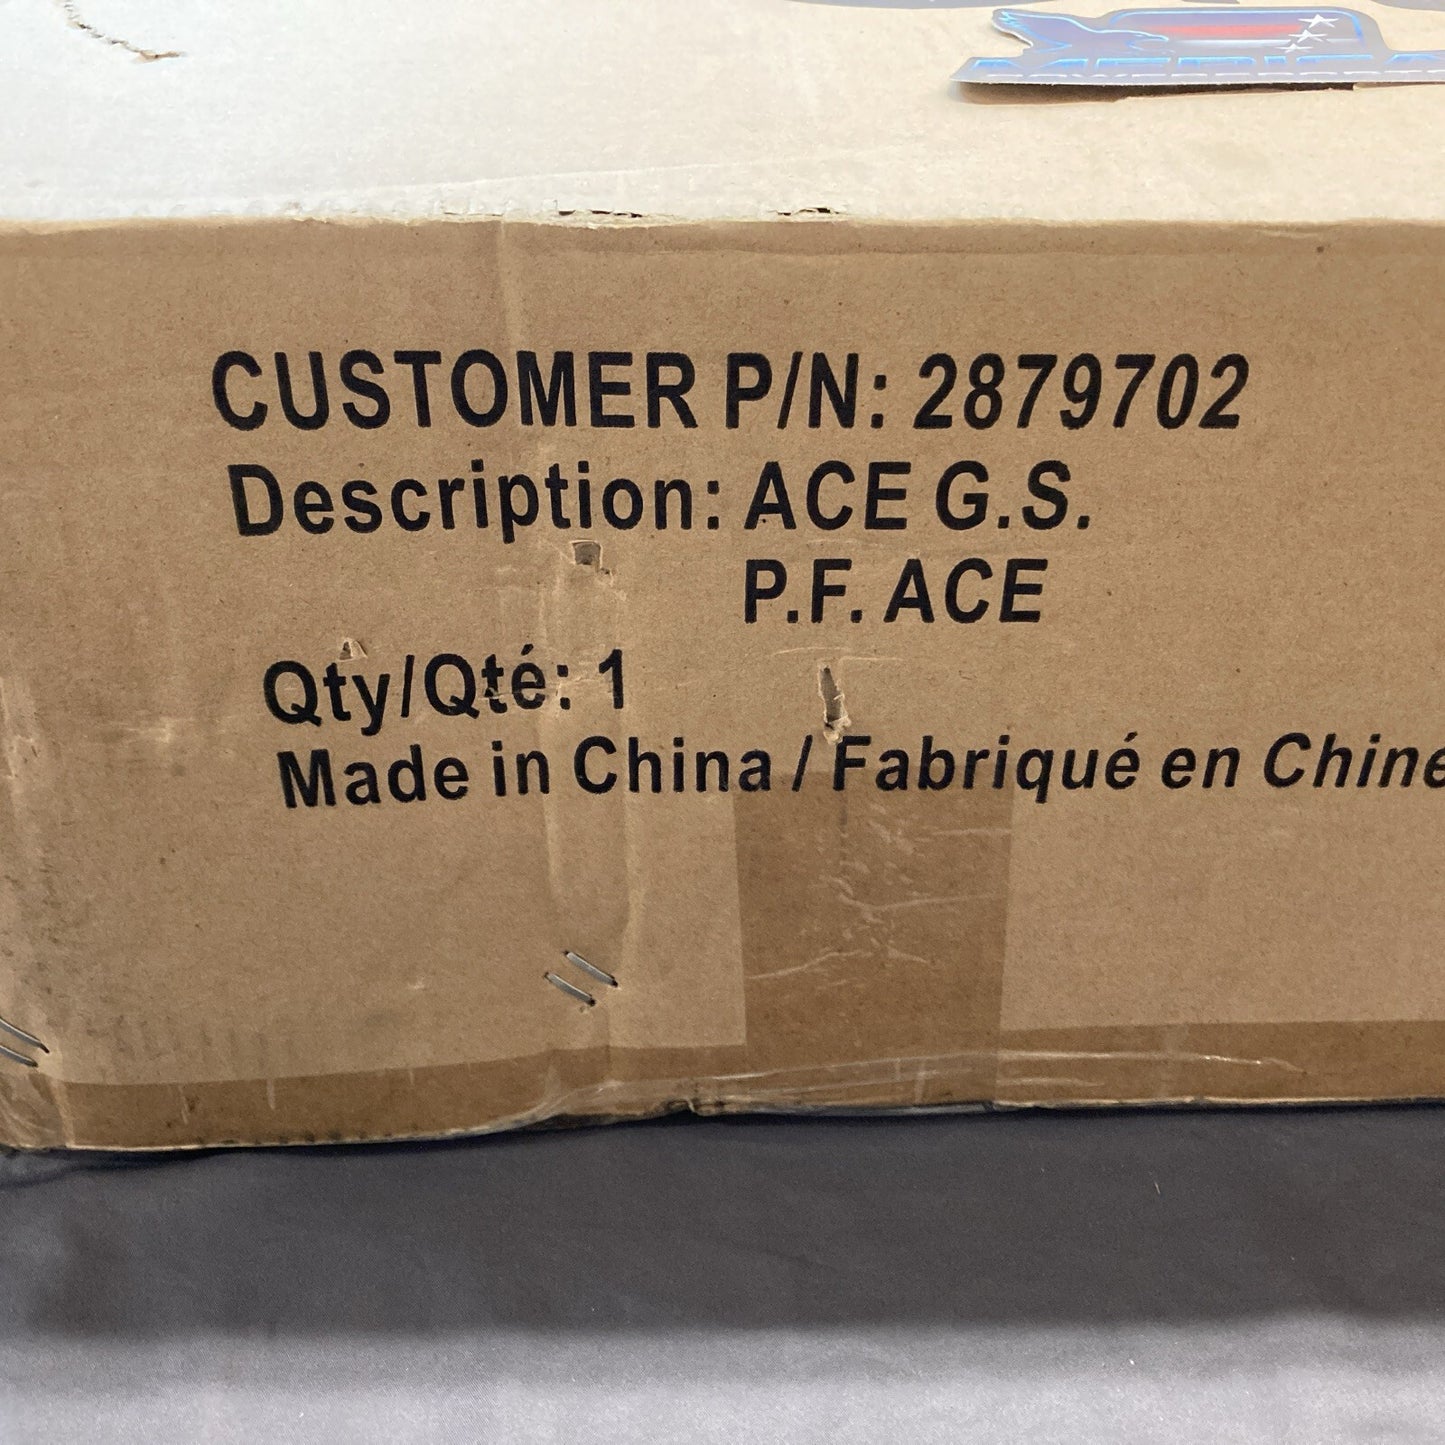 CUSTOMER P/N: 2879702
Description: ACE G.S.
P.F. ACE
Qty/Qté: 1
Made in China / Fabriqué en Chine